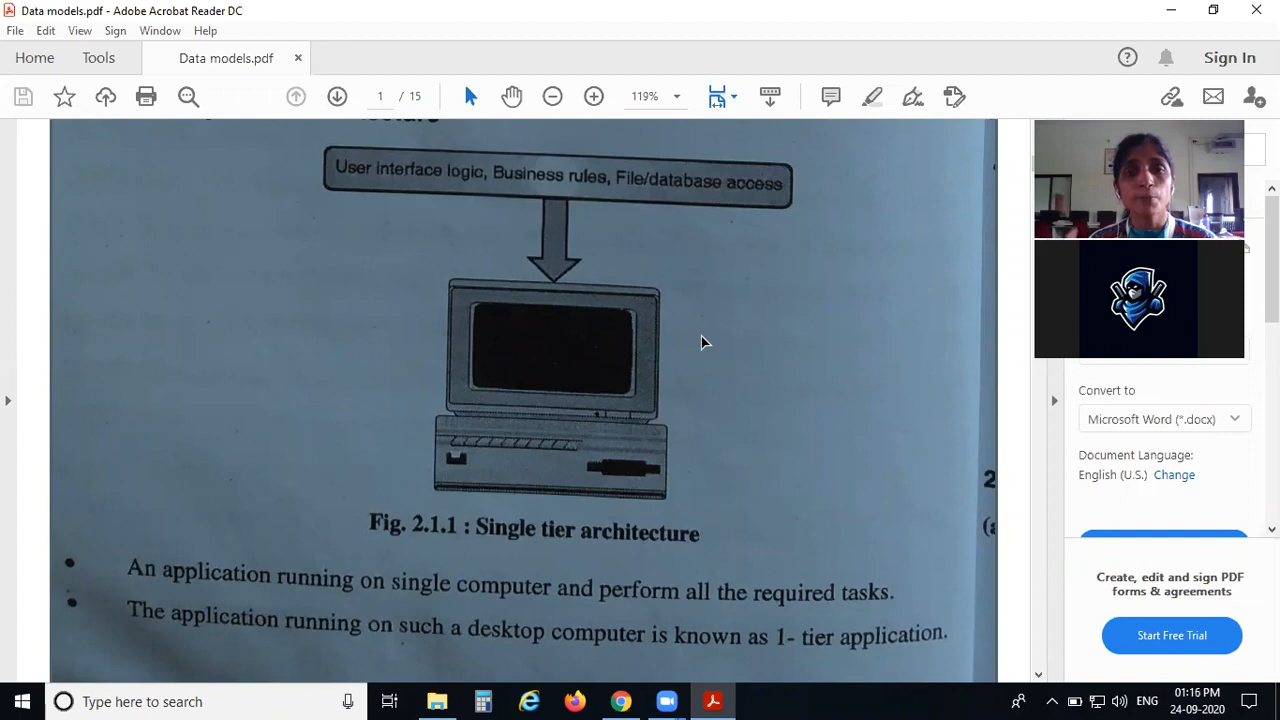 Data models.pdf - Adobe Acrobat Reader DC
File Edit View Sign Window Help
Home Tools Data models.pdf Sign In
1 / 15 119%
User interface logic, Business rules, File/database access
Fig. 2.1.1 : Single tier architecture
• An application running on single computer and perform all the required tasks.
• The application running on such a desktop computer is known as 1- tier application.
2
(a
Convert to
Microsoft Word (*.docx)
Document Language:
English (U.S.) Change
Create, edit and sign PDF
forms & agreements
Start Free Trial
Type here to search
ENG
01:16 PM
24-09-2020